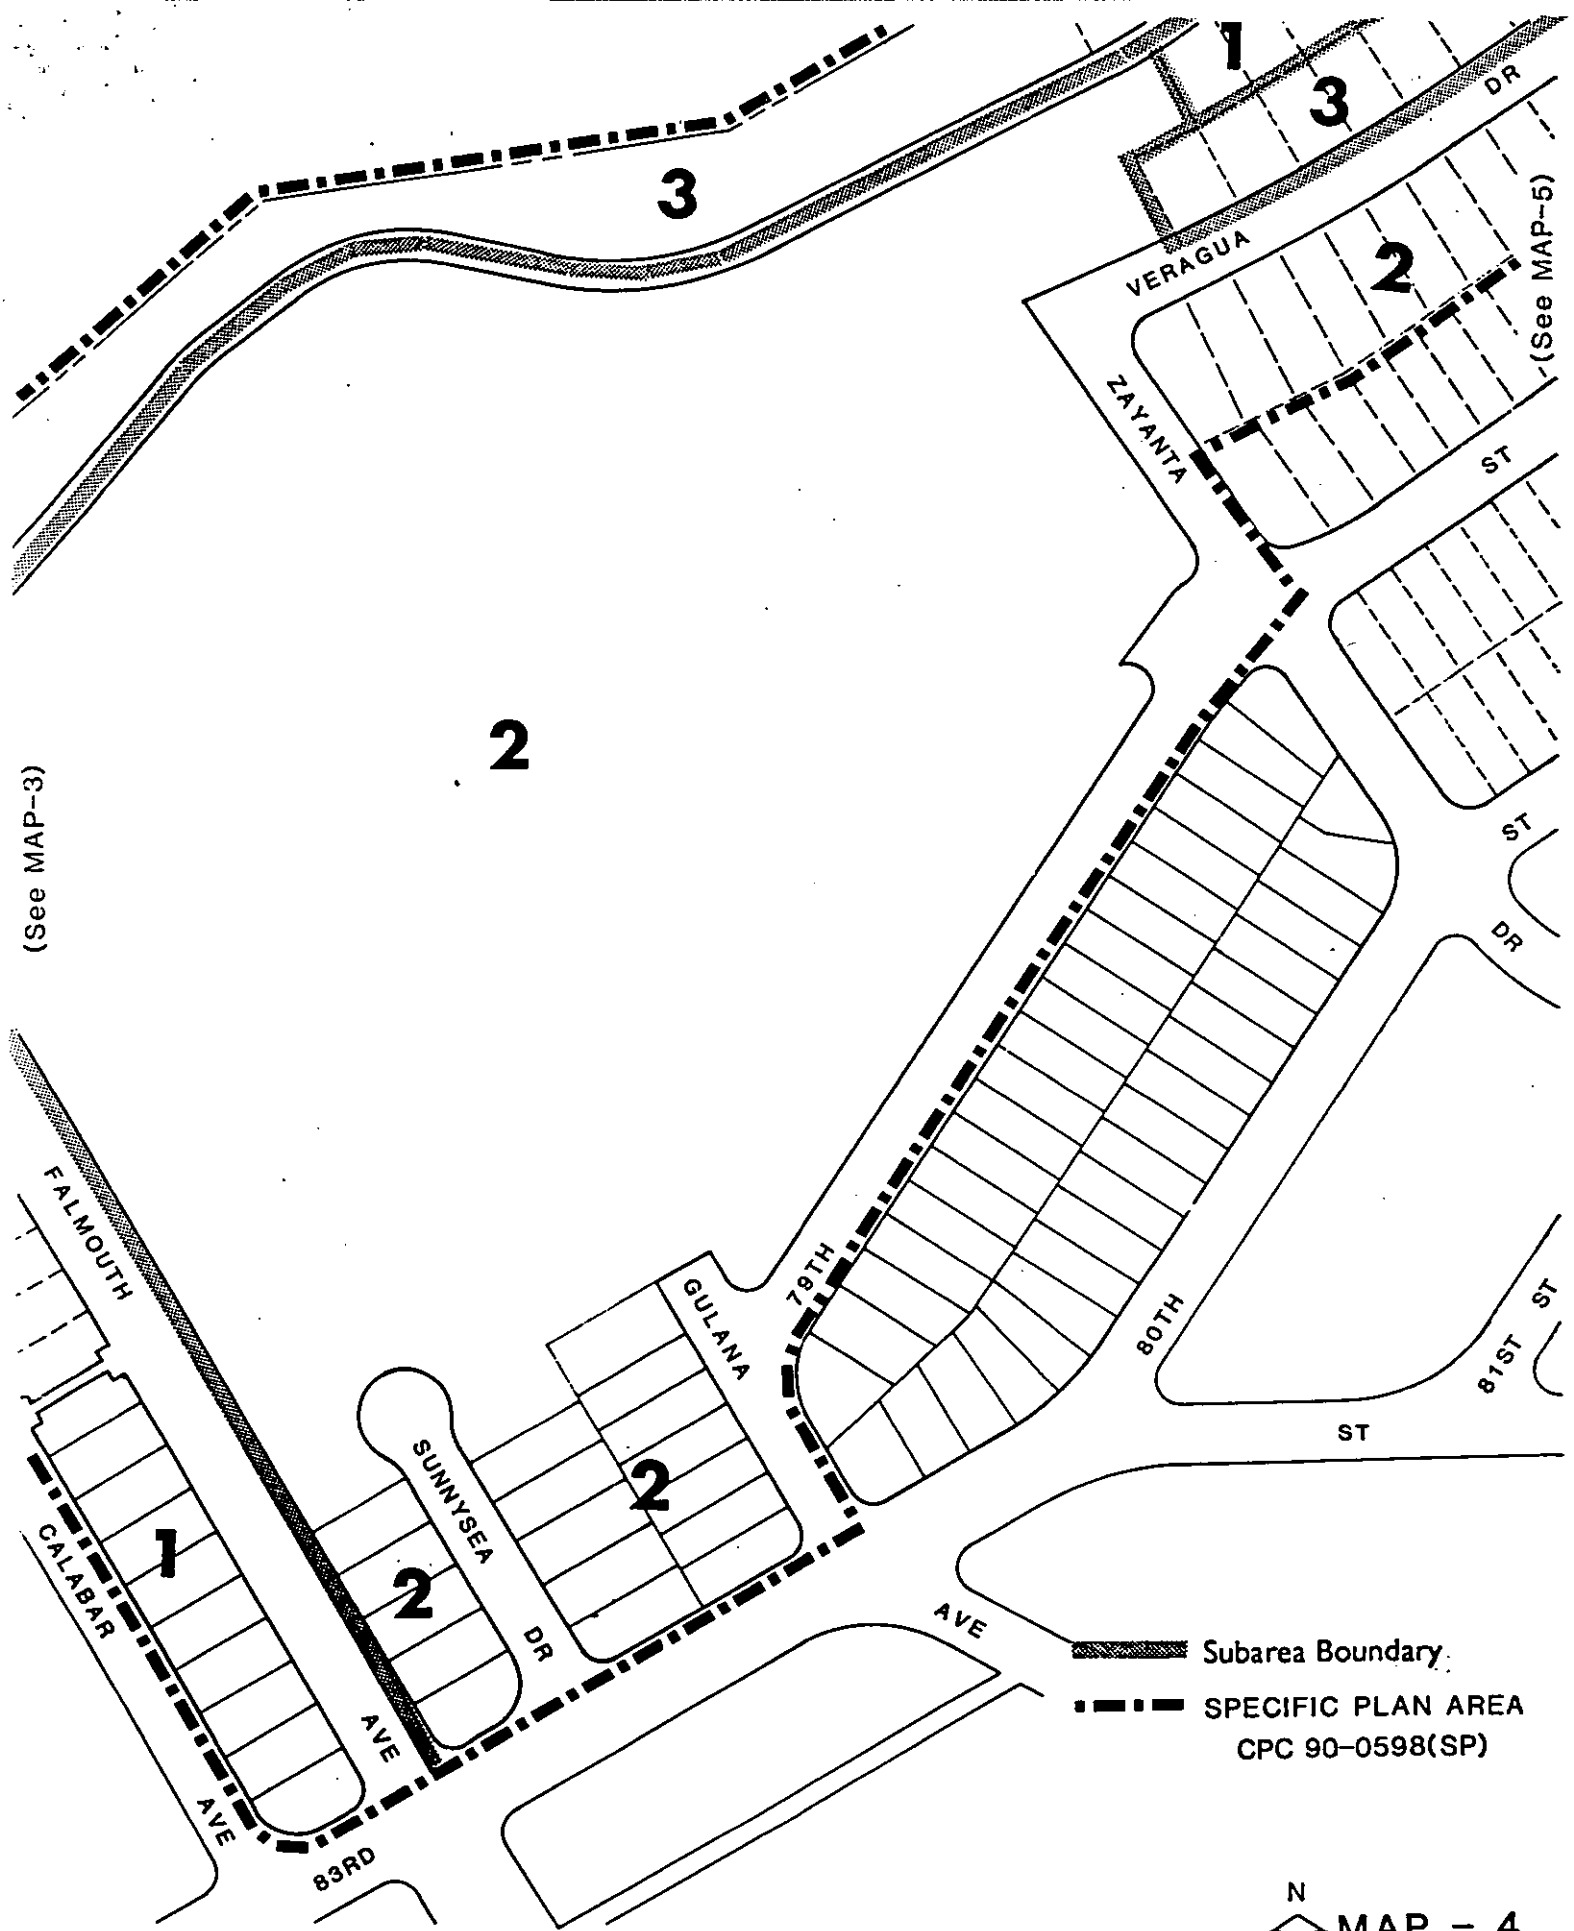 1
3
DR
3
VERAGUA
2
(See MAP-5)
ZAYANTA
ST
2
(See MAP-3)
ST
DR
FALMOUTH
79TH
GULANA
80TH
ST
81ST
ST
SUNNYSEA
2
1
CALABAR
2
DR
AVE
Subarea Boundary
SPECIFIC PLAN AREA
CPC 90-0598(SP)
AVE
AVE
83RD
N
MAP - 4